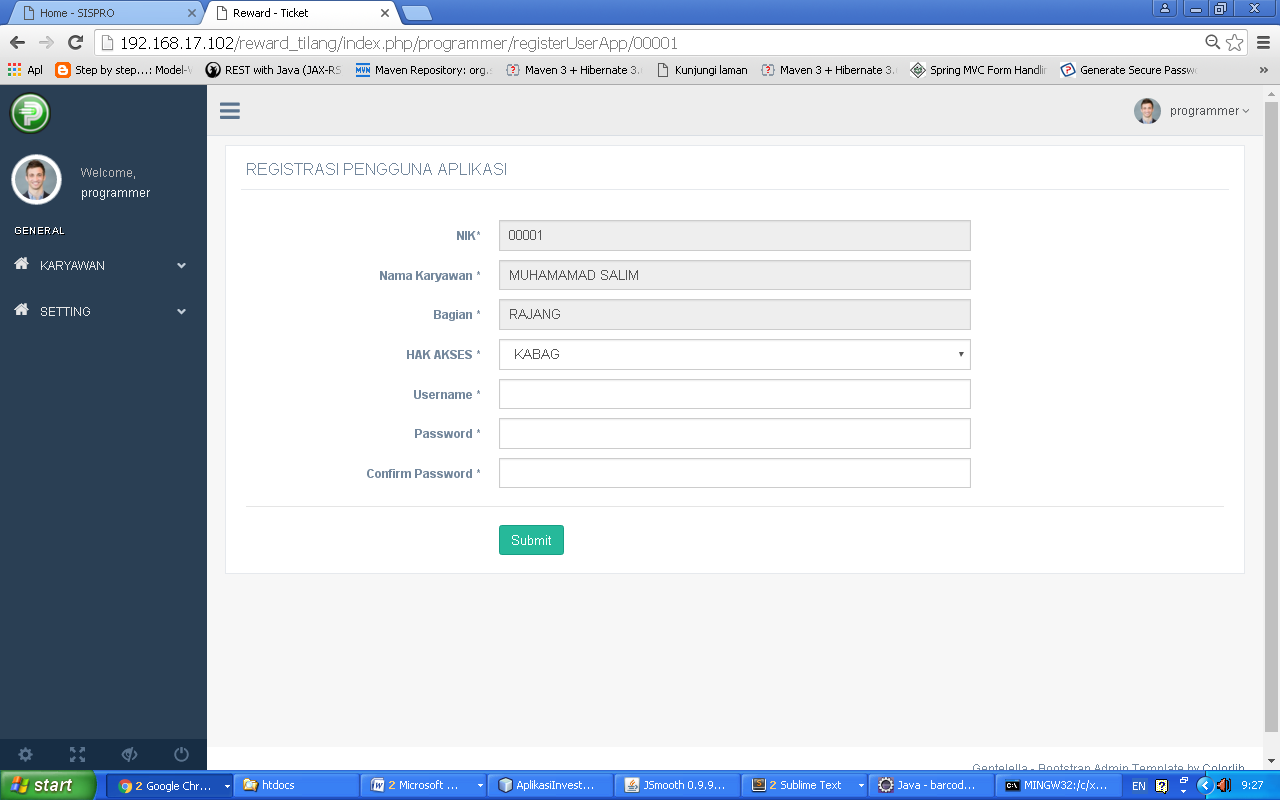 Home - SISPRO
Reward - Ticket
192.168.17.102/reward_tilang/index.php/programmer/registerUserApp/00001
Apl
Step by step...: Model-
REST with Java (JAX-RS
Maven Repository: org.
Maven 3 + Hibernate 3.
Kunjungi laman
Maven 3 + Hibernate 3.
Spring MVC Form Handli
Generate Secure Passw
»
programmer
Welcome,
programmer
GENERAL
KARYAWAN
SETTING
REGISTRASI PENGGUNA APLIKASI
NIK* 00001
Nama Karyawan * MUHAMAMAD SALIM
Bagian * RAJANG
HAK AKSES * KABAG
Username *
Password *
Confirm Password *
Submit
Gentelella - Bootstrap Admin Template by Colorlib
start
2 Google Chr...
htdocs
2 Microsoft ...
AplikasiInvest...
JSmooth 0.9.9...
2 Sublime Text
Java - barcod...
MINGW32:/c/x...
EN
9:27